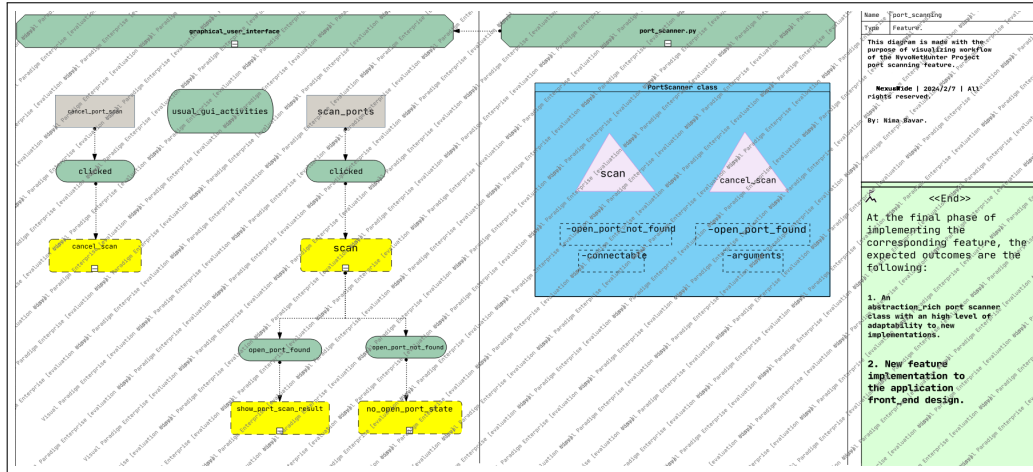 graphical_user_interface
port_scanner.py
cancel_port_scan
usual_gui_activities
scan_ports
clicked
clicked
cancel_scan
scan
open_port_found
open_port_not_found
show_port_scan_result
no_open_port_state
PortScanner class
scan
cancel_scan
-open_port_not_found
-open_port_found
-connectable
-arguments
Name port_scanning
Type Feature.
This diagram is made with the
purpose of visualizing workflow
of the NyvoNetHunter Project
port scanning feature.
NexusRide | 2024/2/7 | All
rights reserved.
By: Nima Bavar.
<<End>>
At the final phase of
implementing the
corresponding feature, the
expected outcomes are the
following:
1. An
abstraction_rich port scanner
class with an high level of
adaptability to new
implementations.
2. New feature
implementation to
the application
front_end design.